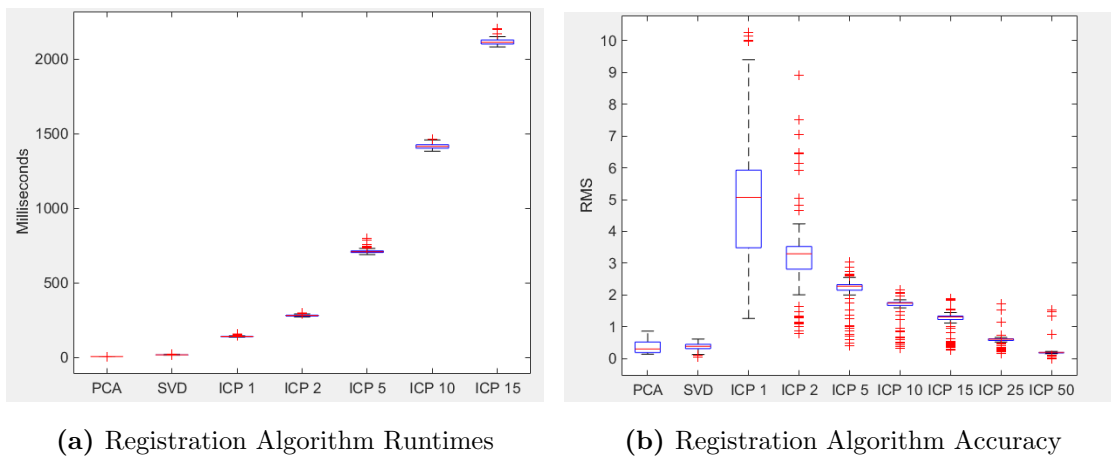 2000
1500
1000
500
0
Milliseconds
PCA SVD ICP 1 ICP 2 ICP 5 ICP 10 ICP 15
(a) Registration Algorithm Runtimes
10
9
8
7
6
5
4
3
2
1
0
RMS
PCA SVD ICP 1 ICP 2 ICP 5 ICP 10 ICP 15 ICP 25 ICP 50
(b) Registration Algorithm Accuracy